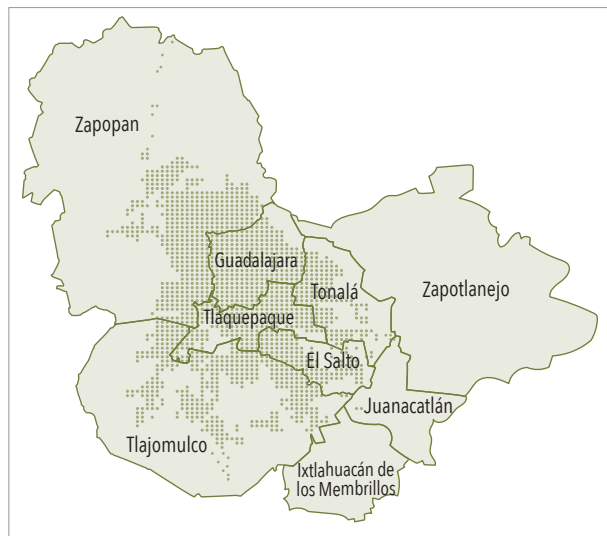 Zapopan
Guadalajara
Tonalá
Zapotlanejo
Tlaquepaque
El Salto
Juanacatlán
Tlajomulco
Ixtlahuacán de
los Membrillos